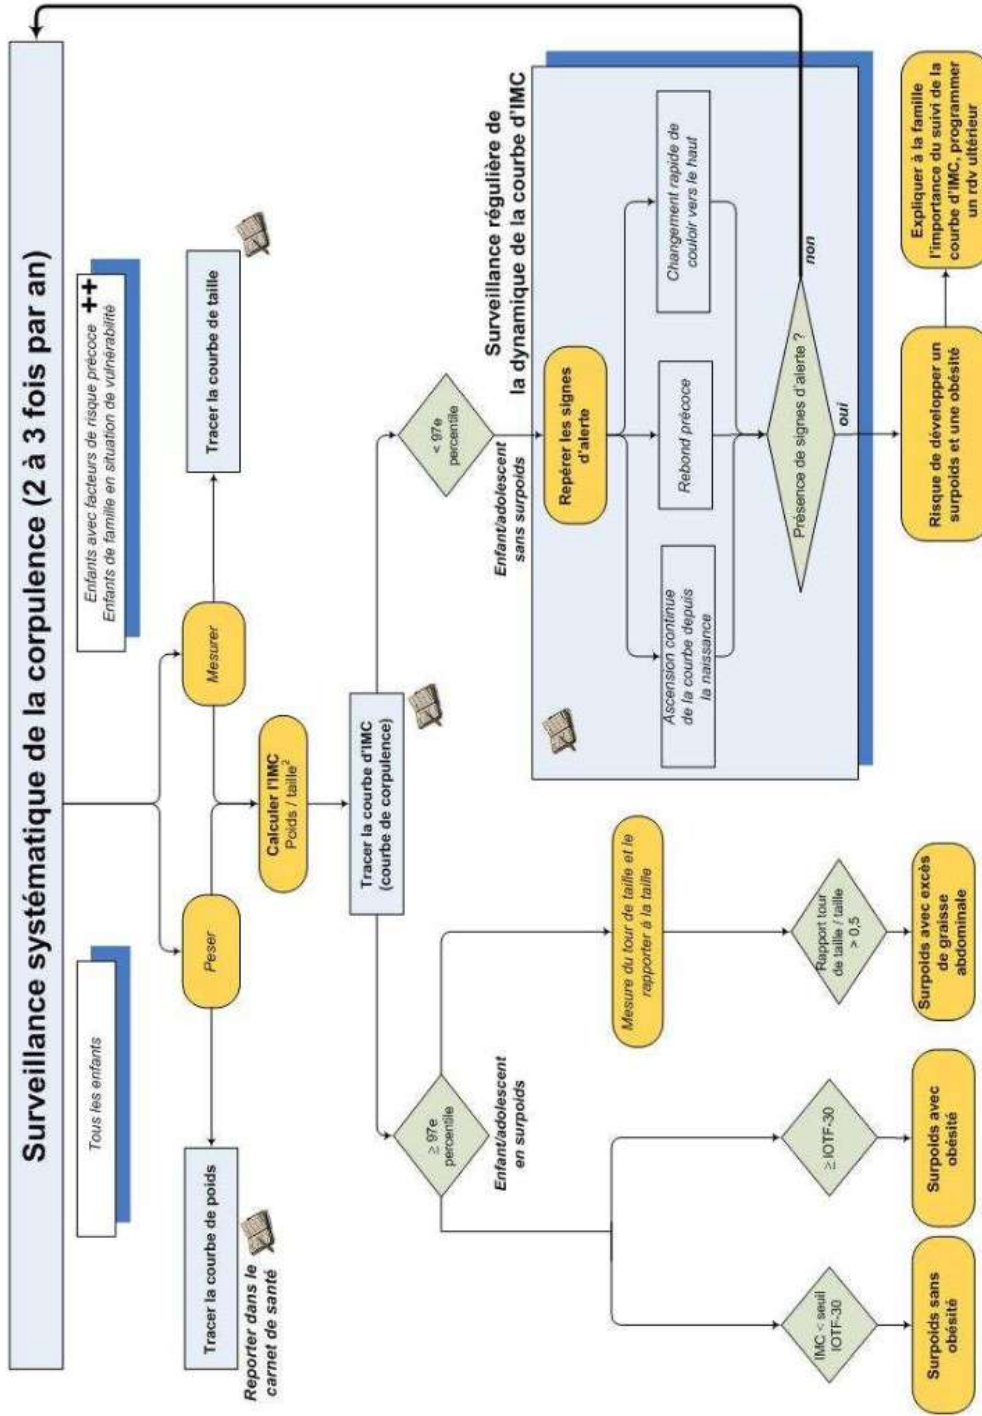 Surveillance systématique de la corpulence (2 à 3 fois par an)
Tous les enfants
Enfants avec facteurs de risque précoce ++
Enfants de famille en situation de vulnérabilité
Peser
Mesurer
Tracer la courbe de poids
Tracer la courbe de taille
Reporter dans le
carnet de santé
Calculer l'IMC
Poids / taille²
Tracer la courbe d'IMC
(courbe de corpulence)
≥ 97e
percentile
< 97e
percentile
Enfant/adolescent
en surpoids
Enfant/adolescent
sans surpoids
Surveillance régulière de
la dynamique de la courbe d'IMC
Repérer les signes
d'alerte
Ascension continue
de la courbe depuis
la naissance
Rebond précoce
Changement rapide de
couloir vers le haut
Présence de signes d'alerte ?
non
oui
Mesure du tour de taille et le
rapporter à la taille
IMC < seuil
IOTF-30
≥ IOTF-30
Rapport tour
de taille / taille
> 0,5
Surpoids sans
obésité
Surpoids avec
obésité
Surpoids avec excès
de graisse
abdominale
Risque de développer un
surpoids et une obésité
Expliquer à la famille
l'importance du suivi de la
courbe d'IMC, programmer
un rdv ultérieur